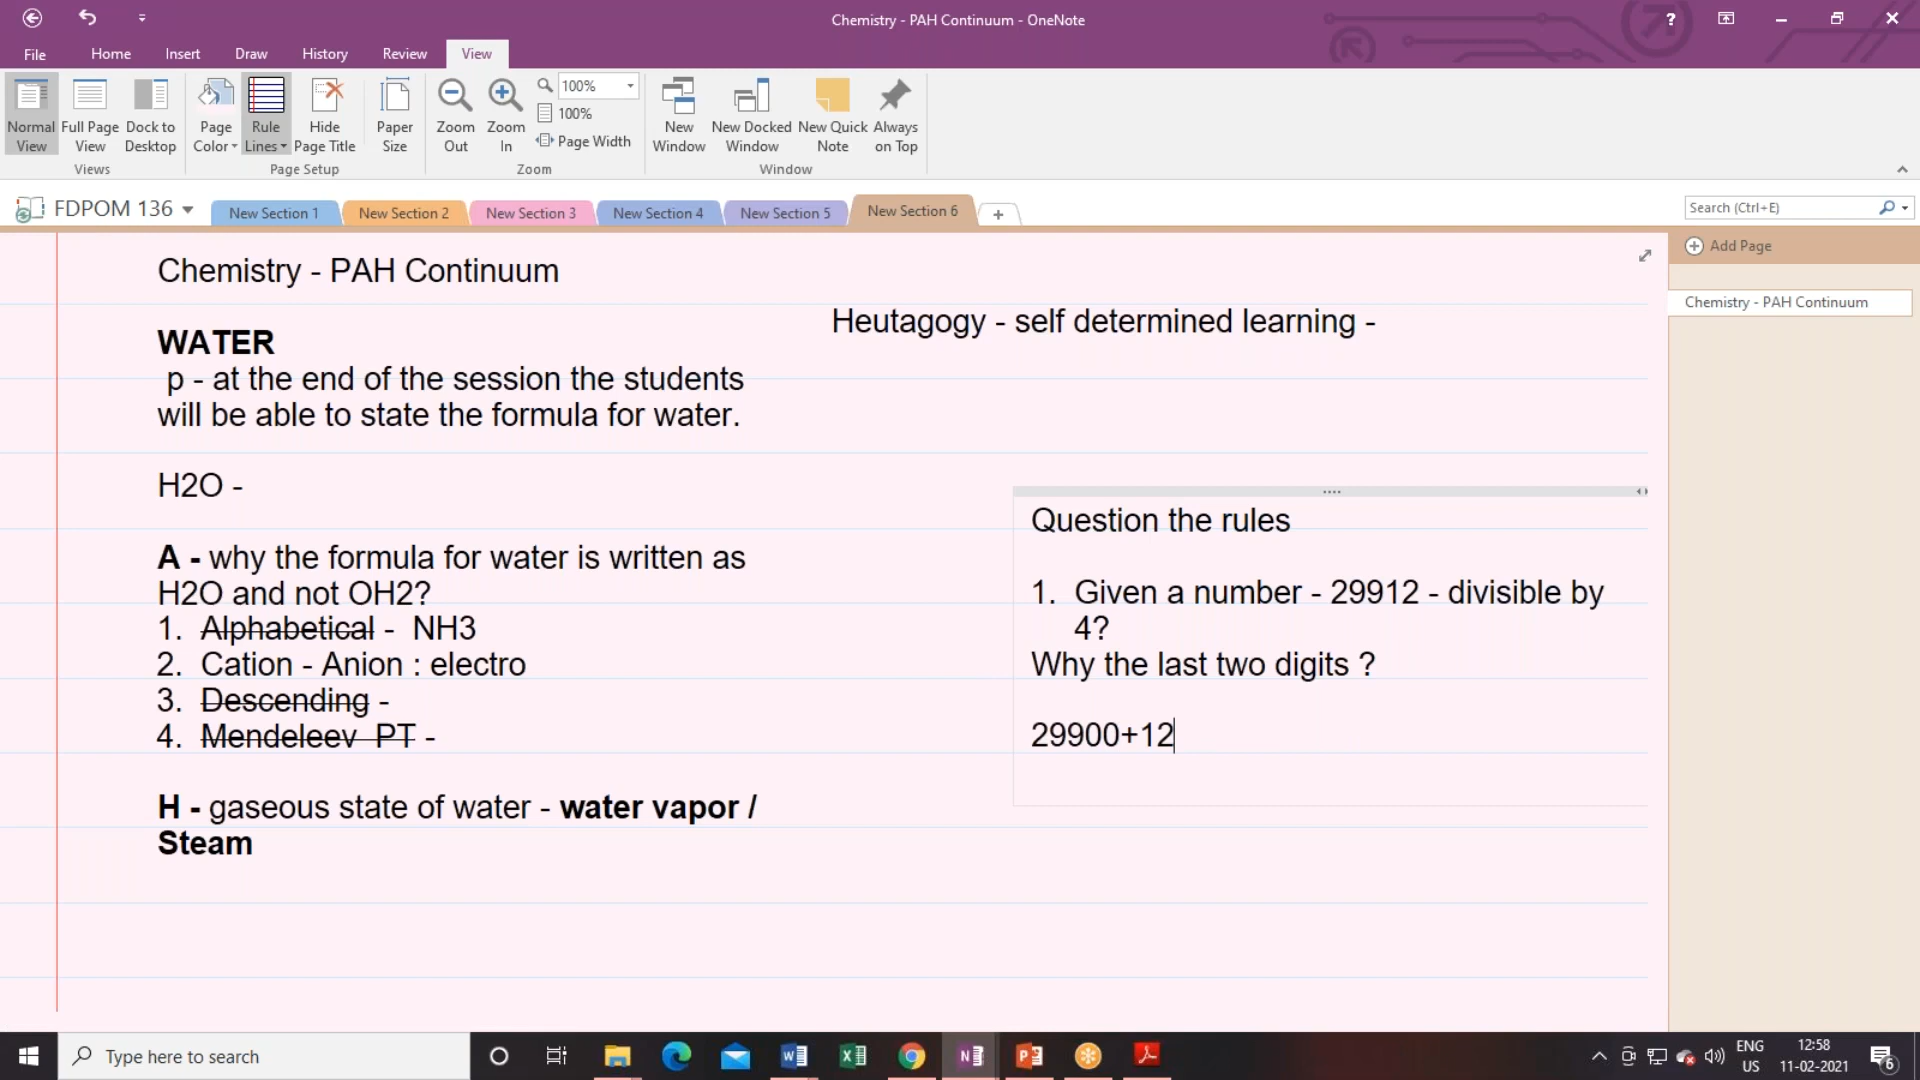 Chemistry - PAH Continuum - OneNote
?
File
Home
Insert
Draw
History
Review
View
Normal View
Full Page View
Dock to Desktop
Views
Page Color
Rule Lines
Hide Page Title
Paper Size
Page Setup
Zoom Out
Zoom In
100%
100%
Page Width
Zoom
New Window
New Docked Window
New Quick Note
Always on Top
Window
FDPOM 136
New Section 1
New Section 2
New Section 3
New Section 4
New Section 5
New Section 6
Search (Ctrl+E)
Add Page
Chemistry - PAH Continuum
Chemistry - PAH Continuum
WATER
p - at the end of the session the students
will be able to state the formula for water.
H2O -
A - why the formula for water is written as
H2O and not OH2?
1. Alphabetical - NH3
2. Cation - Anion : electro
3. Descending -
4. Mendeleev PT -
H - gaseous state of water - water vapor /
Steam
Heutagogy - self determined learning -
Question the rules
1. Given a number - 29912 - divisible by
4?
Why the last two digits ?
29900+12
Type here to search
ENG
US
12:58
11-02-2021
6